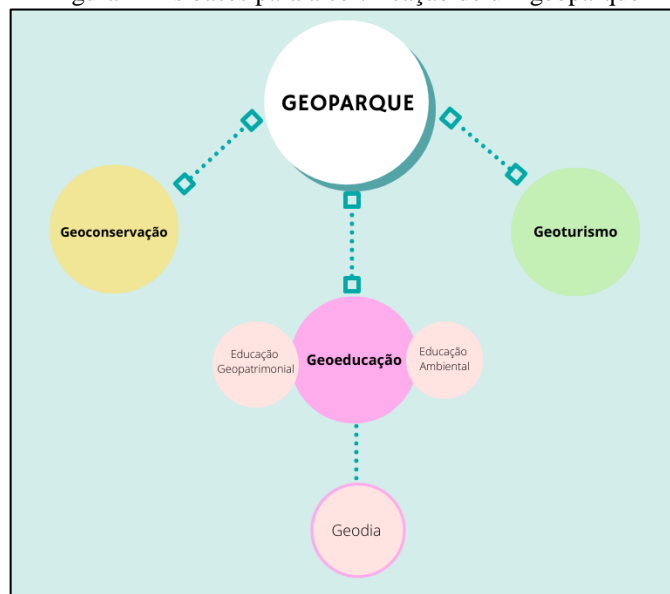 GEOPARQUE
Geoconservação
Geoturismo
Educação
Geopatrimonial
Geoeducação
Educação
Ambiental
Geodia